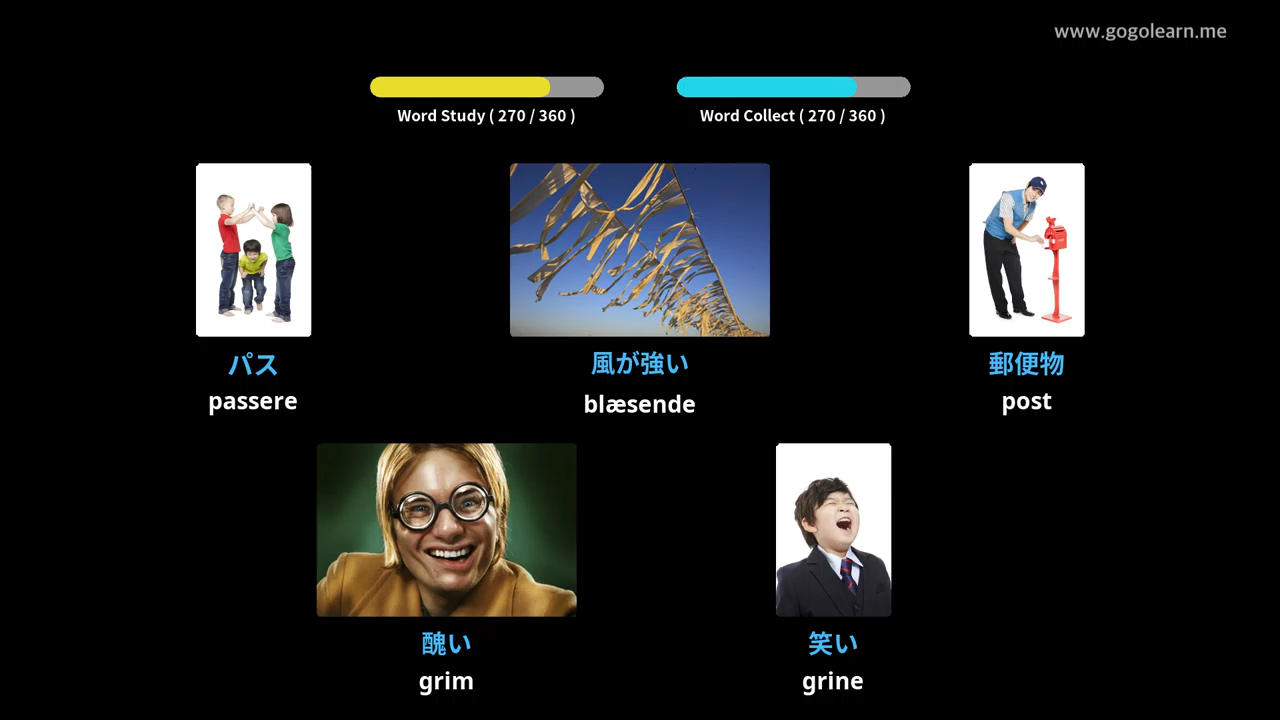 www.gogolearn.me
Word Study ( 270 / 360 )
Word Collect ( 270 / 360 )
パス
passere
風が強い
blæsende
郵便物
post
醜い
grim
笑い
grine